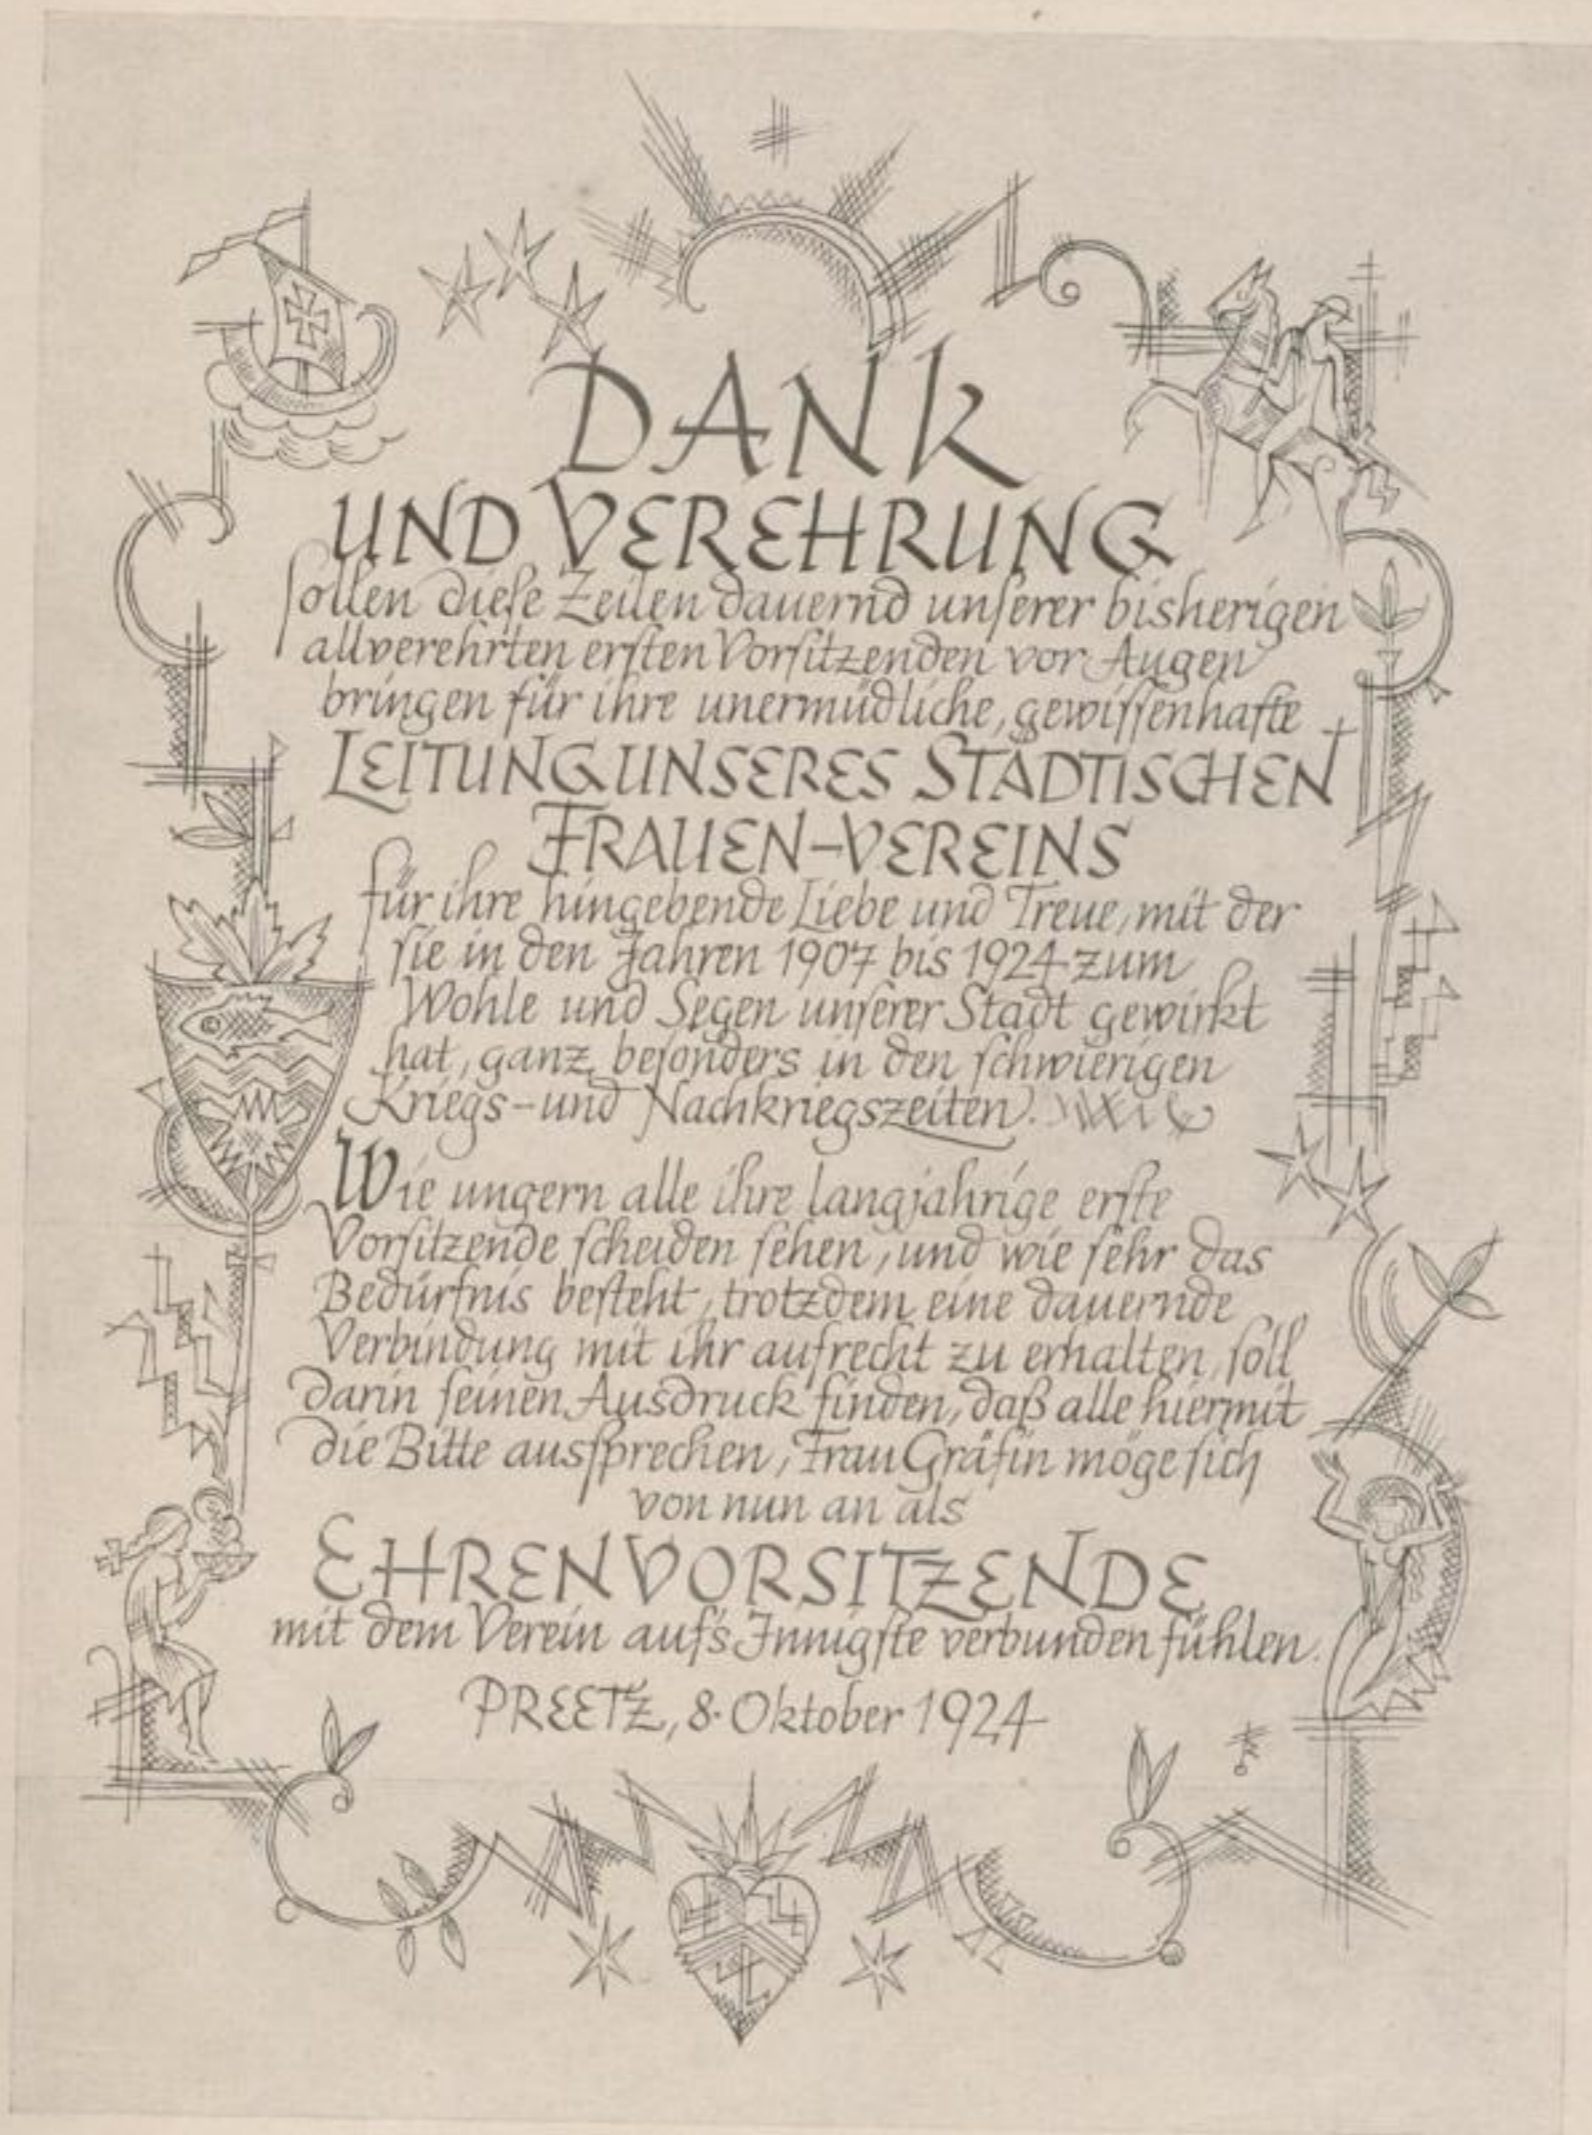 DANK
UND VEREHRUNG
sollen diese Zeilen dauernd unserer bisherigen
allverehrten ersten Vorsitzenden vor Augen
bringen für ihre unermüdliche, gewissenhafte
LEITUNG UNSERES STÄDTISCHEN
FRAUEN-VEREINS
für ihre hingebende Liebe und Treue, mit der
sie in den Jahren 1907 bis 1924 zum
Wohle und Segen unserer Stadt gewirkt
hat, ganz besonders in den schwierigen
Kriegs- und Nachkriegszeiten.
Wie ungern alle ihre langjährige erste
Vorsitzende scheiden sehen, und wie sehr das
Bedürfnis besteht, trotzdem eine dauernde
Verbindung mit ihr aufrecht zu erhalten, soll
darin seinen Ausdruck finden, daß alle hiermit
die Bitte aussprechen, Frau Gräfin möge sich
von nun an als
EHRENVORSITZENDE
mit dem Verein auf's Innigste verbunden fühlen.
PREETZ, 8. Oktober 1924